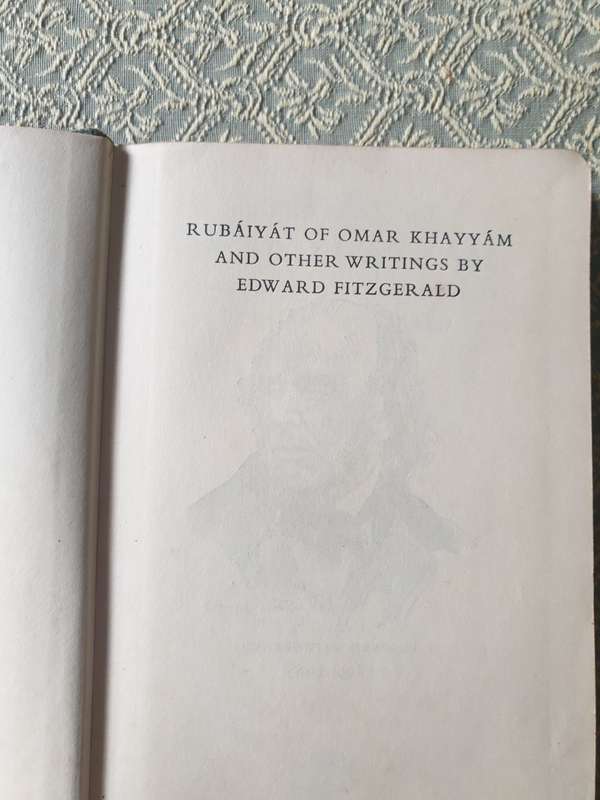 RUBÁIYÁT OF OMAR KHAYYÁM
AND OTHER WRITINGS BY
EDWARD FITZGERALD